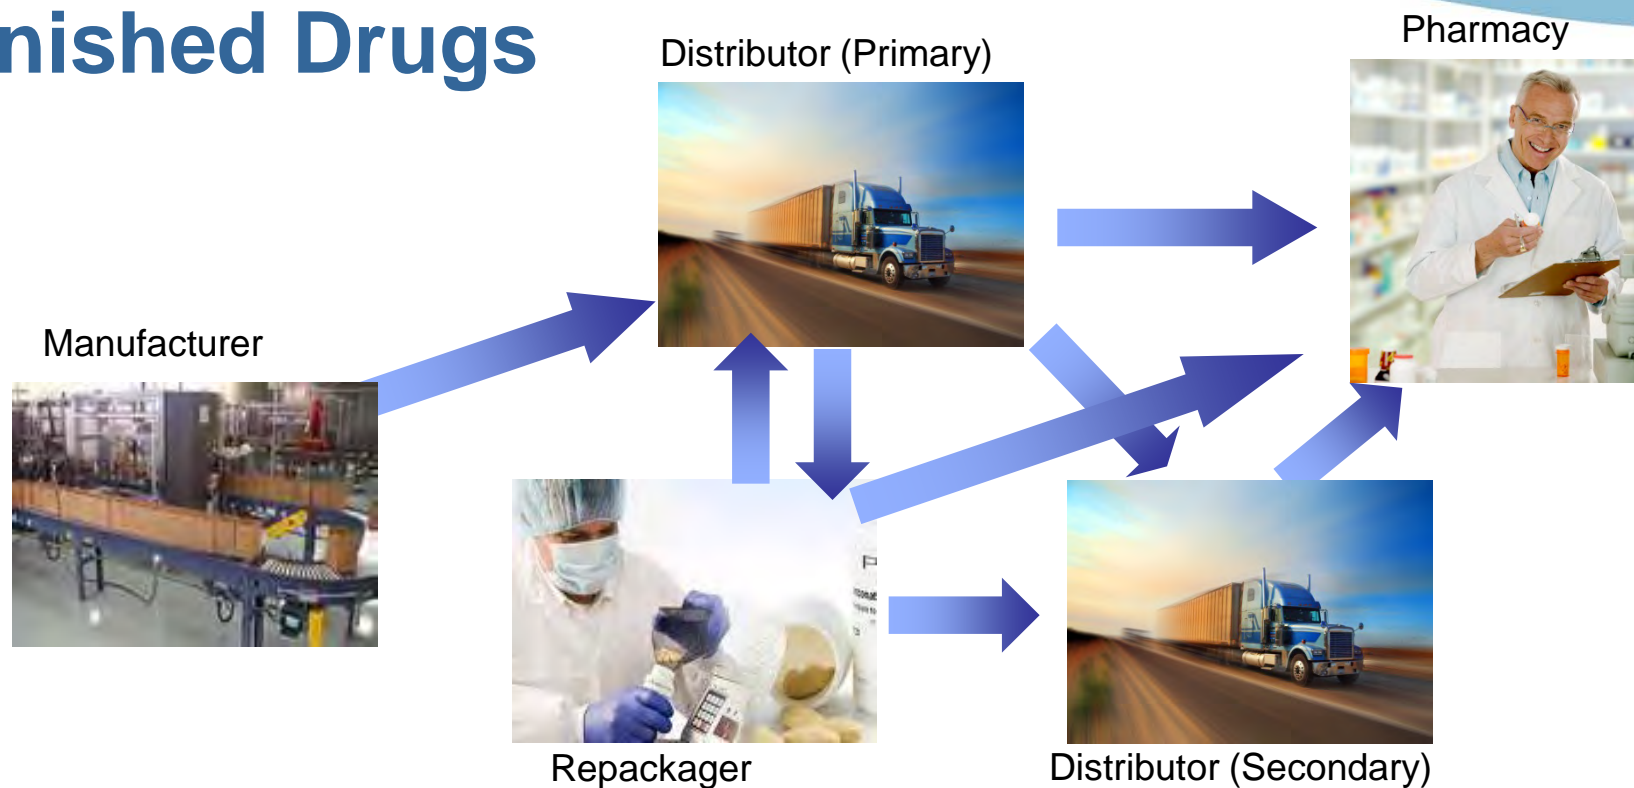 nished Drugs
Distributor (Primary)
Pharmacy
Manufacturer
Repackager
Distributor (Secondary)